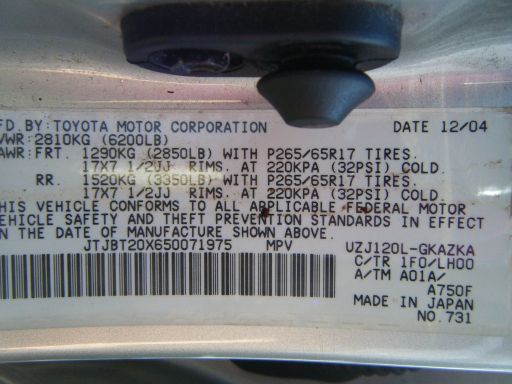 FD.BY:TOYOTA MOTOR CORPORATION DATE 12/04
VWR:2810KG (6200LB)
AWR:FRT. 1290KG (2850LB) WITH P265/65R17 TIRES.
17X7 1/2JJ RIMS. AT 220KPA (32PSI) COLD.
RR. 1520KG (3350LB) WITH P265/65R17 TIRES.
17X7 1/2JJ RIMS. AT 220KPA (32PSI) COLD.
HIS VEHICLE CONFORMS TO ALL APPLICABLE FEDERAL MOTOR
EHICLE SAFETY AND THEFT PREVENTION STANDARDS IN EFFECT
N THE DATE OF MANUFACTURE SHOWN ABOVE.
JTJBT20X650071975 MPV UZJ120L-GKAZKA
C/TR 1F0/LH00
A/TM A01A/
A750F
MADE IN JAPAN
NO.731